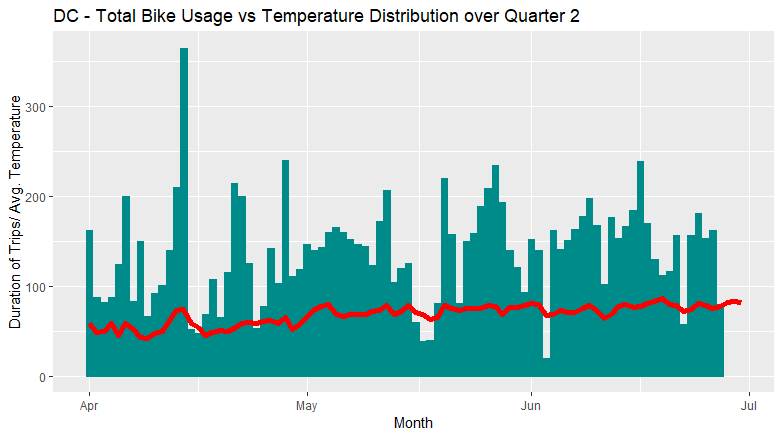 DC - Total Bike Usage vs Temperature Distribution over Quarter 2
Duration of Trips/ Avg. Temperature
300
200
100
0
Apr May Jun Jul
Month